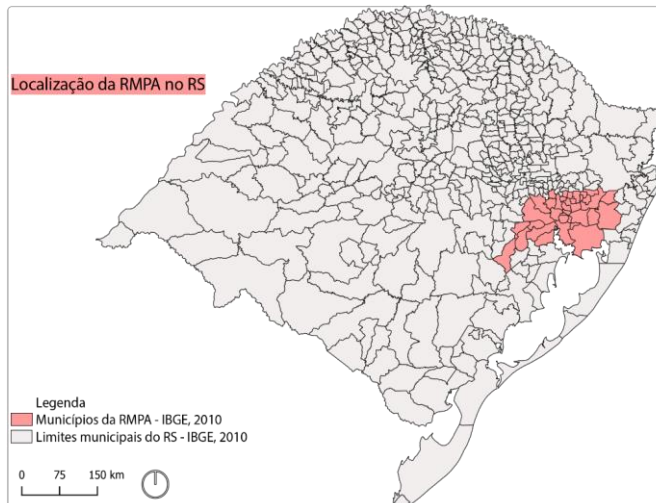 Localização da RMPA no RS
Legenda
Municípios da RMPA - IBGE, 2010
Limites municipais do RS - IBGE, 2010
0 75 150 km